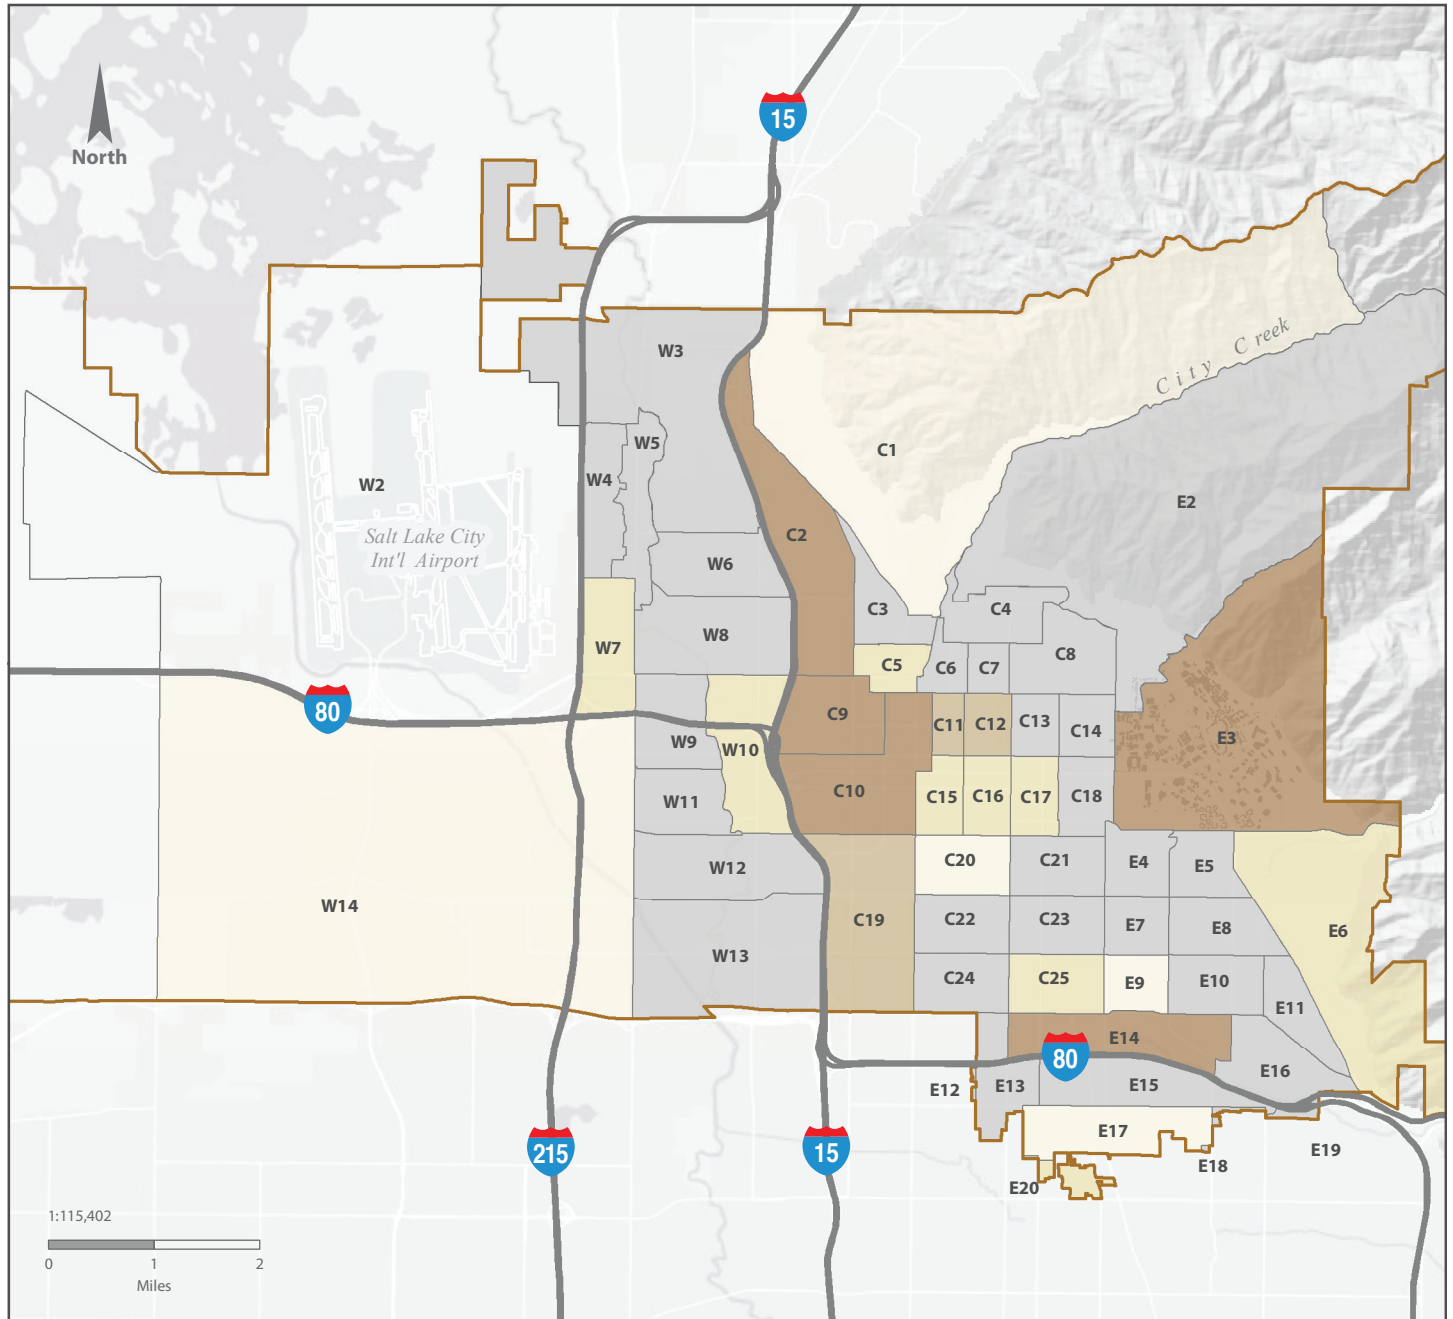 15
North
W3
C1
W5
W4
W2
E2
Salt Lake City
Int'l Airport
City Creek
C2
W6
C3
C4
W8
W7
C5
C6
C7
C8
80
C9
C11
C12
C13
C14
E3
W9
W10
C10
C15
C16
C17
C18
W11
W12
C20
C21
E4
E5
W14
C19
C22
C23
E7
E8
E6
W13
C24
C25
E9
E10
E11
E14
80
E12
E13
E15
E16
215
15
E17
E18
E19
E20
1:115,402
0 1 2
Miles